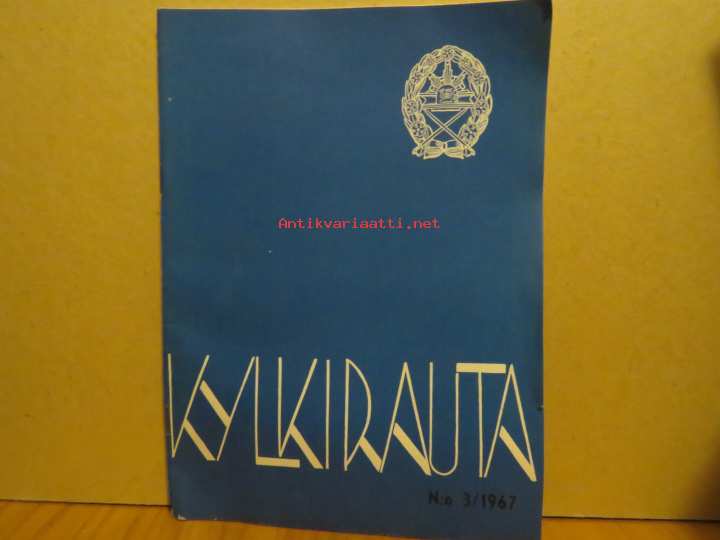 Antikvariaatti.net
KYLKIRAUTA
N:o 3/1967